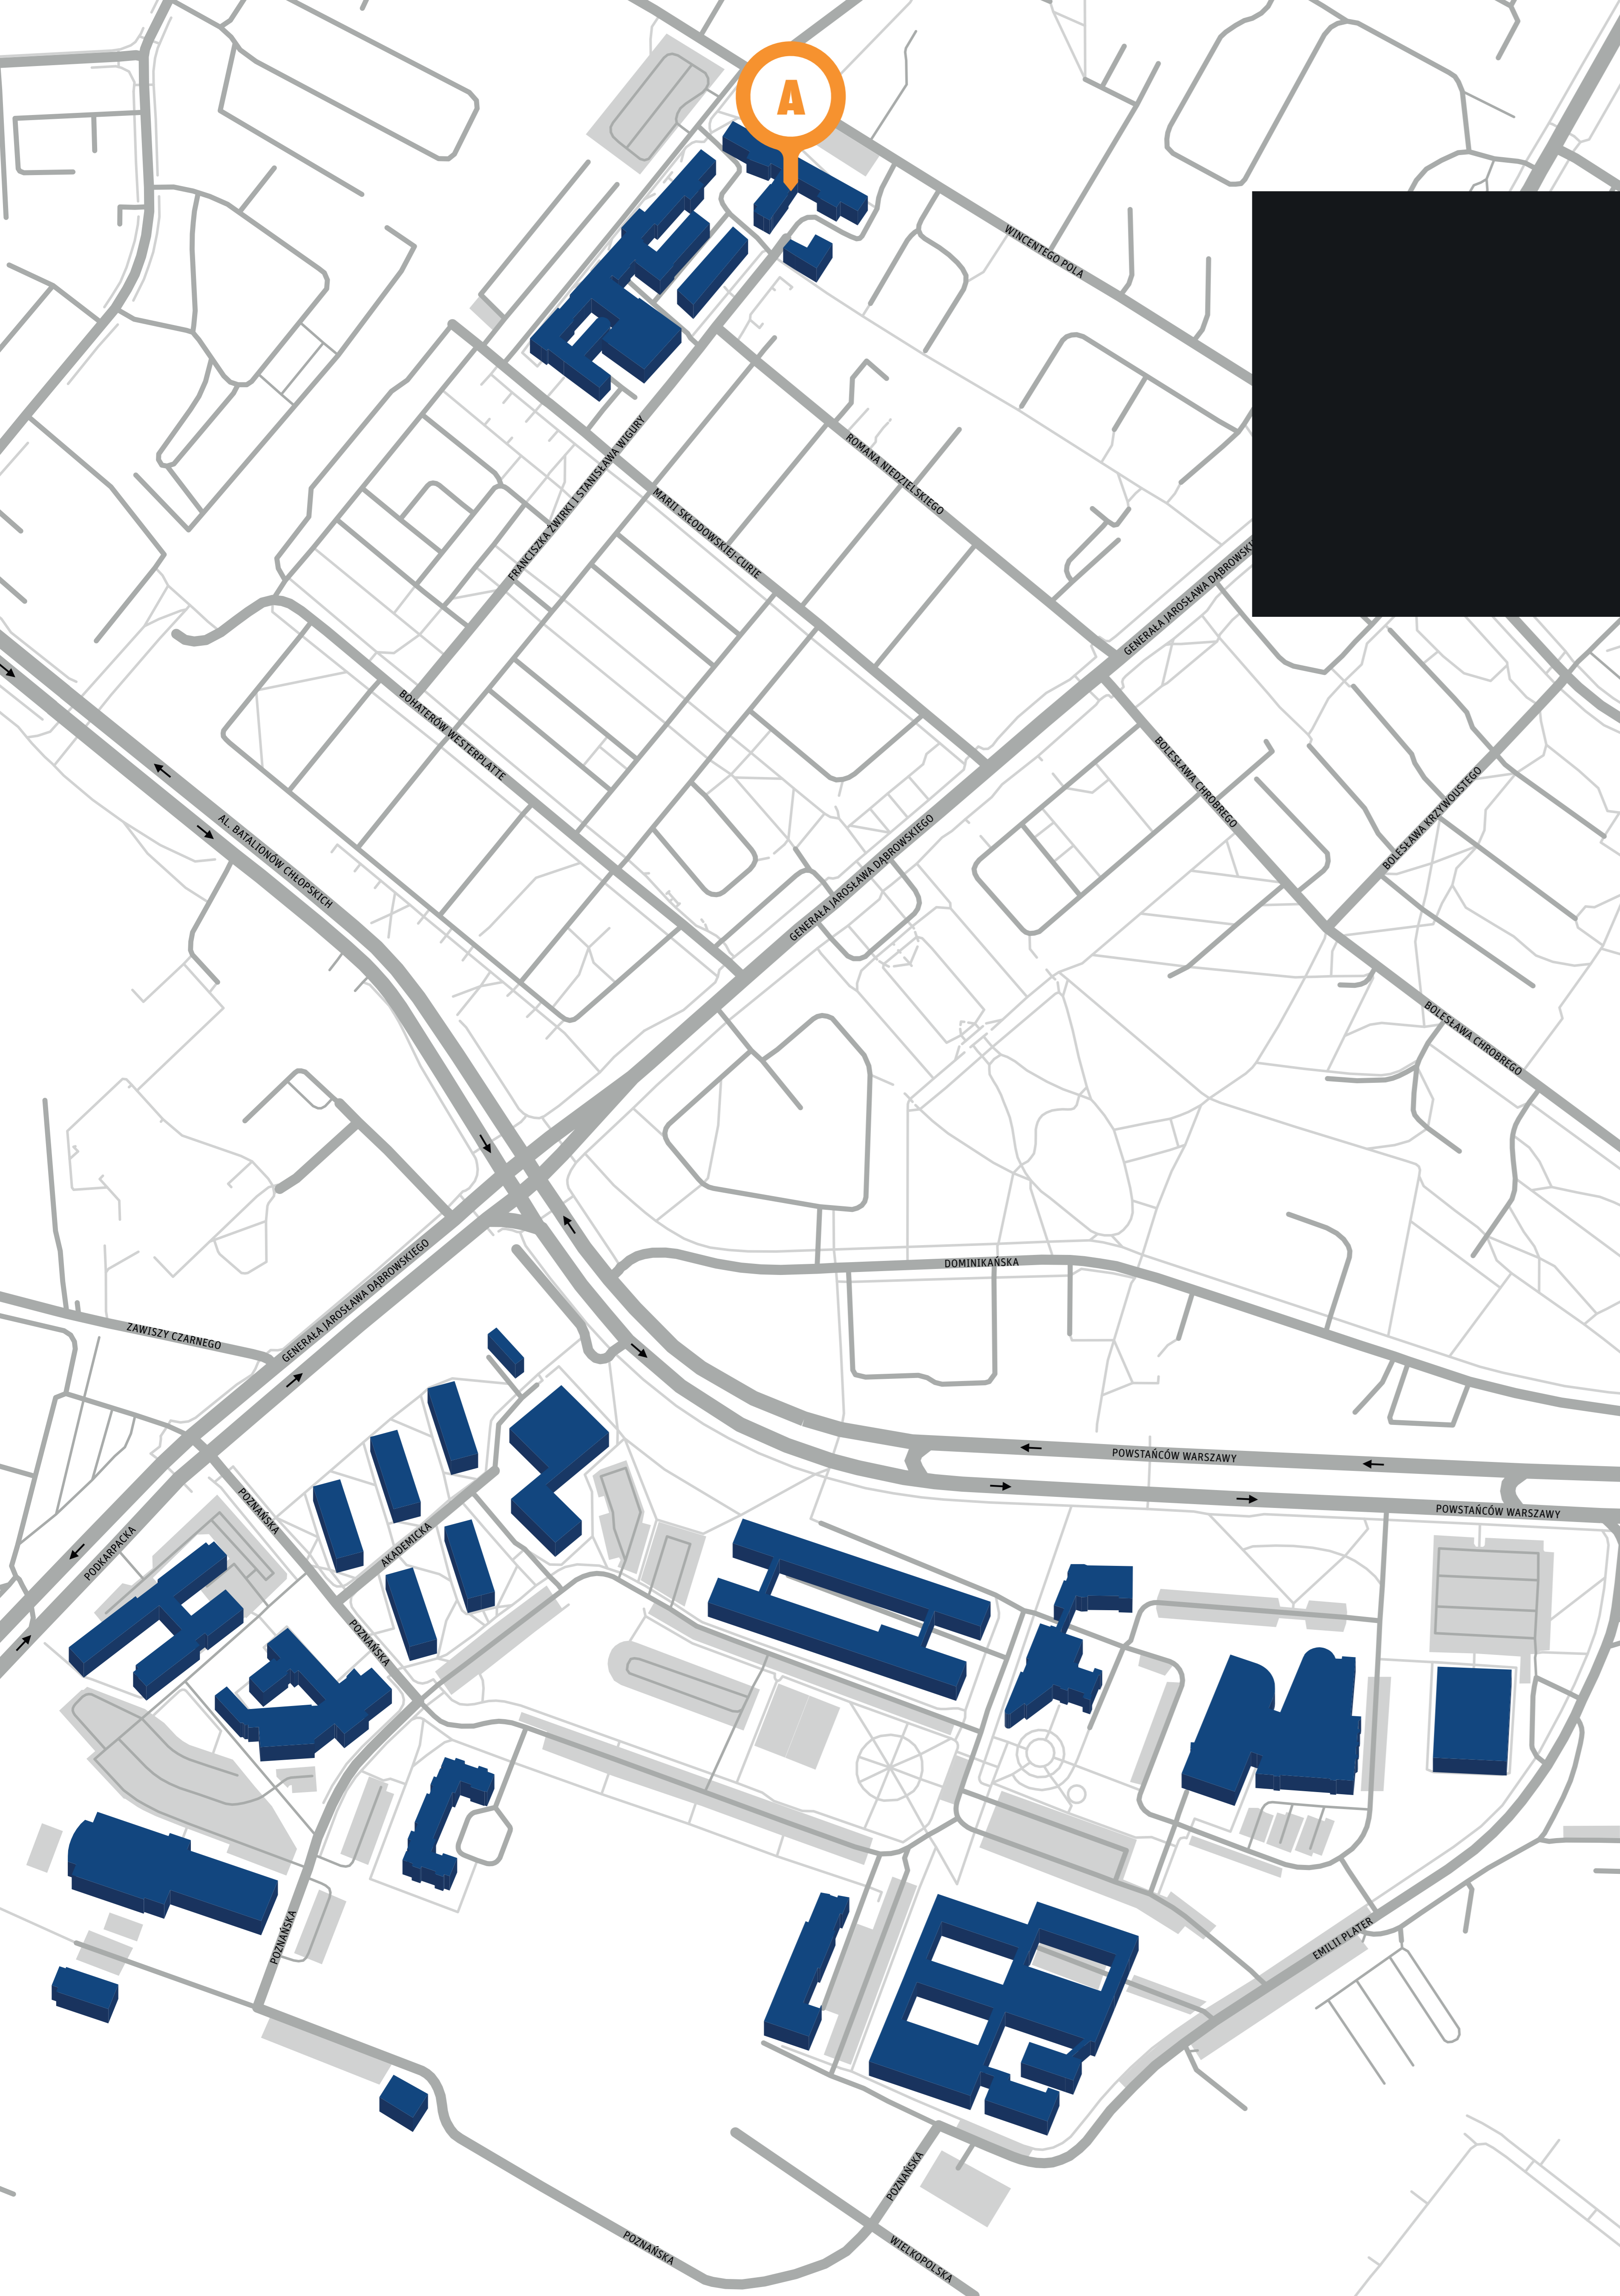 A
WINCENTEGO POLA
ROMANA NIEDZIELSKIEGO
FRANCISZKA ŻWIRKI I STANISŁAWA WIGURY
MARII SKŁODOWSKIEJ-CURIE
GENERAŁA JAROSŁAWA DĄBROWSKI
BOHATERÓW WESTERPLATTE
BOLESŁAWA CHROBREGO
BOLESŁAWA KRZYWOUSTEGO
AL. BATALIONÓW CHŁOPSKICH
GENERAŁA JAROSŁAWA DĄBROWSKIEGO
BOLESŁAWA CHROBREGO
DOMINIKAŃSKA
GENERAŁA JAROSŁAWA DĄBROWSKIEGO
ZAWISZY CZARNEGO
POWSTAŃCÓW WARSZAWY
POWSTAŃCÓW WARSZAWY
POZNAŃSKA
PODKARPACKA
AKADEMICKA
POZNAŃSKA
POZNAŃSKA
EMILII PLATER
POZNAŃSKA
POZNAŃSKA
WIELKOPOLSKA